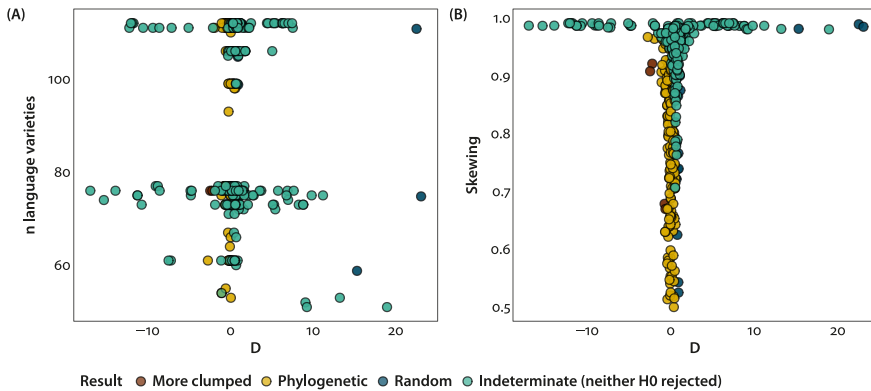 (A)
n language varieties
100
80
60
−10
0
10
20
D
(B)
Skewing
1.0
0.9
0.8
0.7
0.6
0.5
−10
0
10
20
D
Result More clumped Phylogenetic Random Indeterminate (neither H0 rejected)